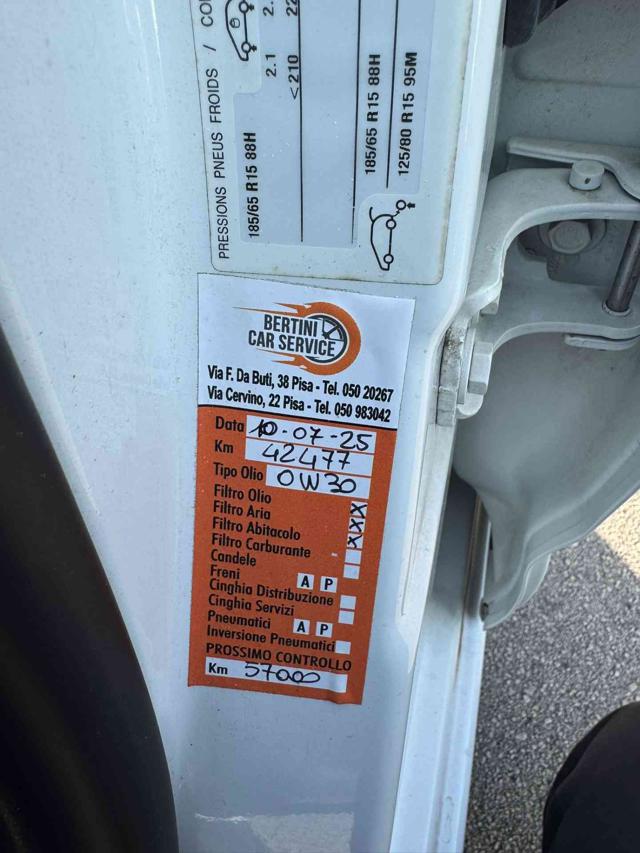 PRESSIONS PNEUS FROIDS /
2.1
<210
185/65 R15 88H
185/65 R15 88H
125/80 R15 95M
BERTINI
CAR SERVICE
Via F. Da Buti, 38 Pisa - Tel. 050 20267
Via Cervino, 22 Pisa - Tel. 050 983042
Data 10-07-25
Km 42477
Tipo Olio 0W30
Filtro Olio X
Filtro Aria X
Filtro Abitacolo X
Filtro Carburante
Candele
Freni A P
Cinghia Distribuzione
Cinghia Servizi
Pneumatici A P
Inversione Pneumatici
PROSSIMO CONTROLLO
Km 57000